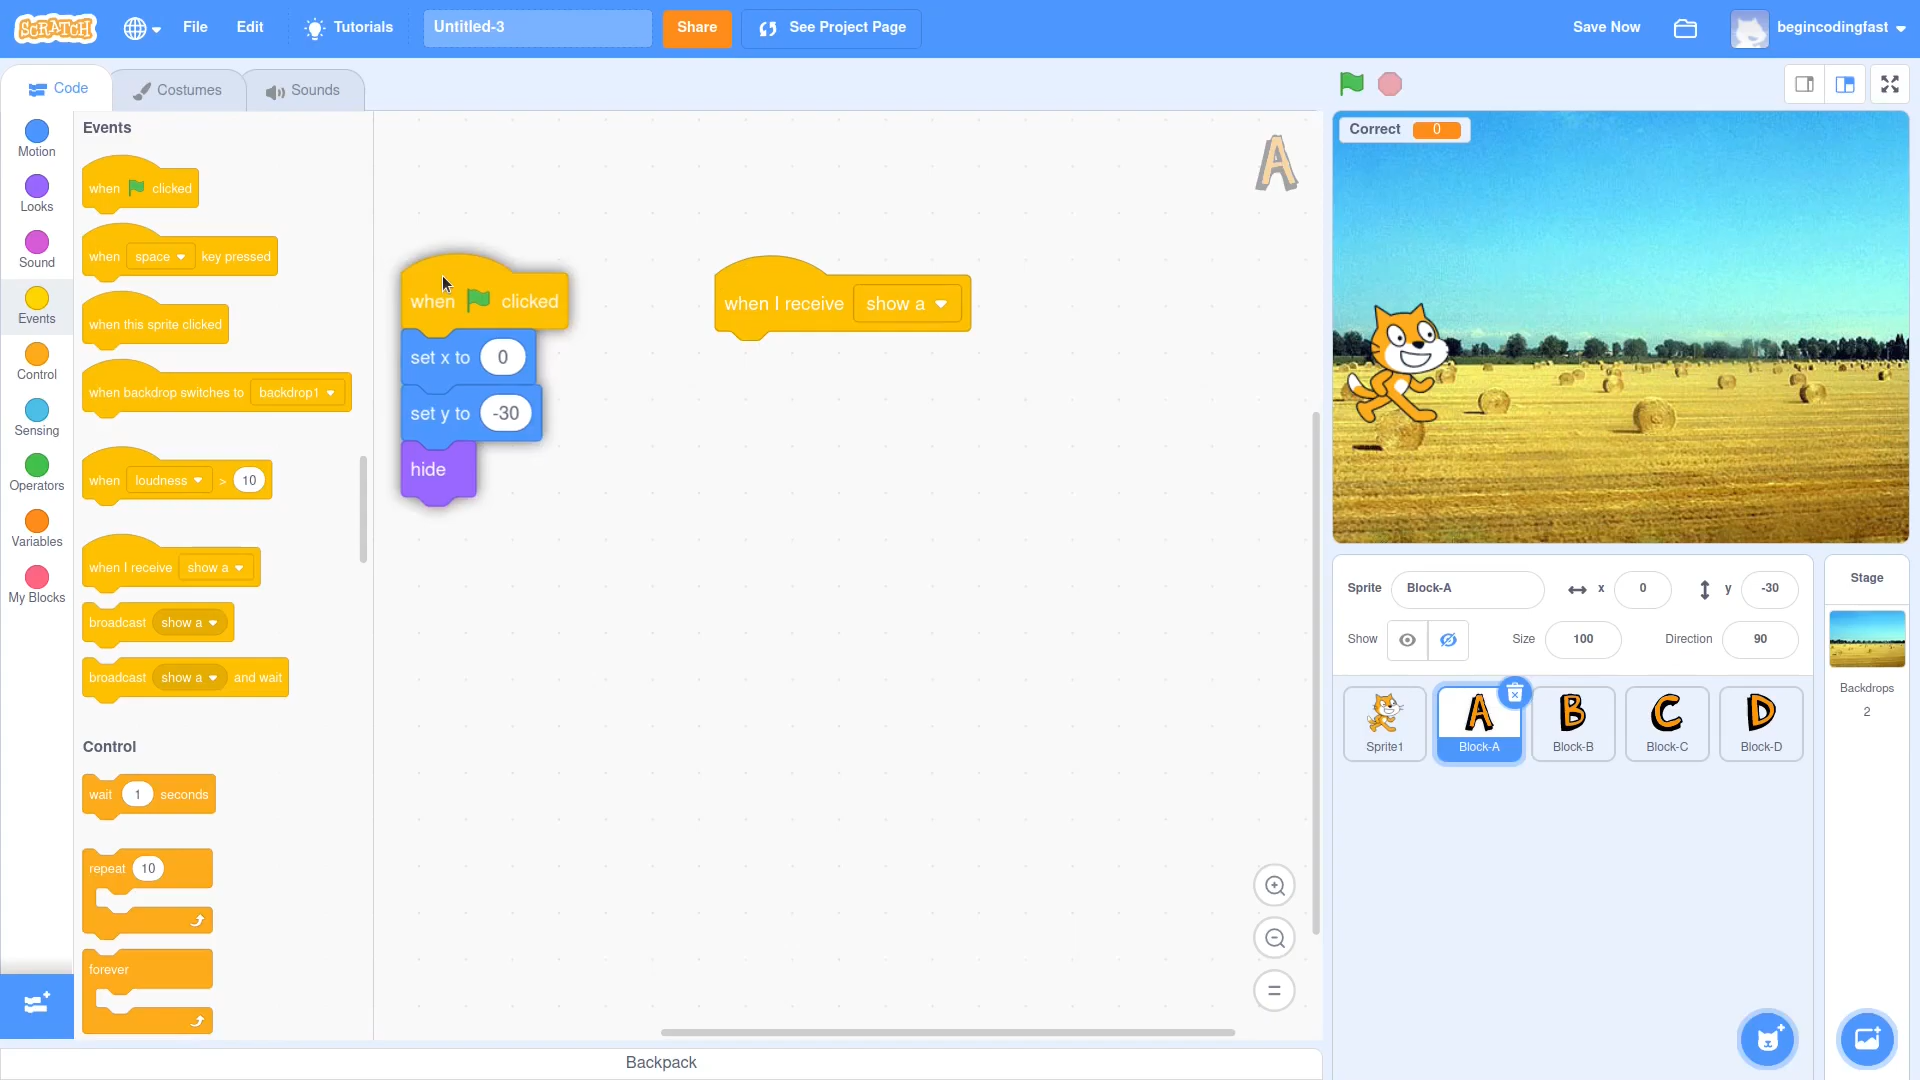 SCRATCH
File
Edit
Tutorials
Untitled-3
Share
See Project Page
Save Now
begincodingfast
Code
Costumes
Sounds
Motion
Looks
Sound
Events
Control
Sensing
Operators
Variables
My Blocks
Events
when clicked
when space key pressed
when this sprite clicked
when backdrop switches to backdrop1
when loudness > 10
when I receive show a
broadcast show a
broadcast show a and wait
Control
wait 1 seconds
repeat 10
forever
when clicked
set x to 0
set y to -30
hide
when I receive show a
A
Backpack
Correct 0
Sprite Block-A x 0 y -30
Show Size 100 Direction 90
Sprite1
A
Block-A
B
Block-B
C
Block-C
D
Block-D
Stage
Backdrops
2